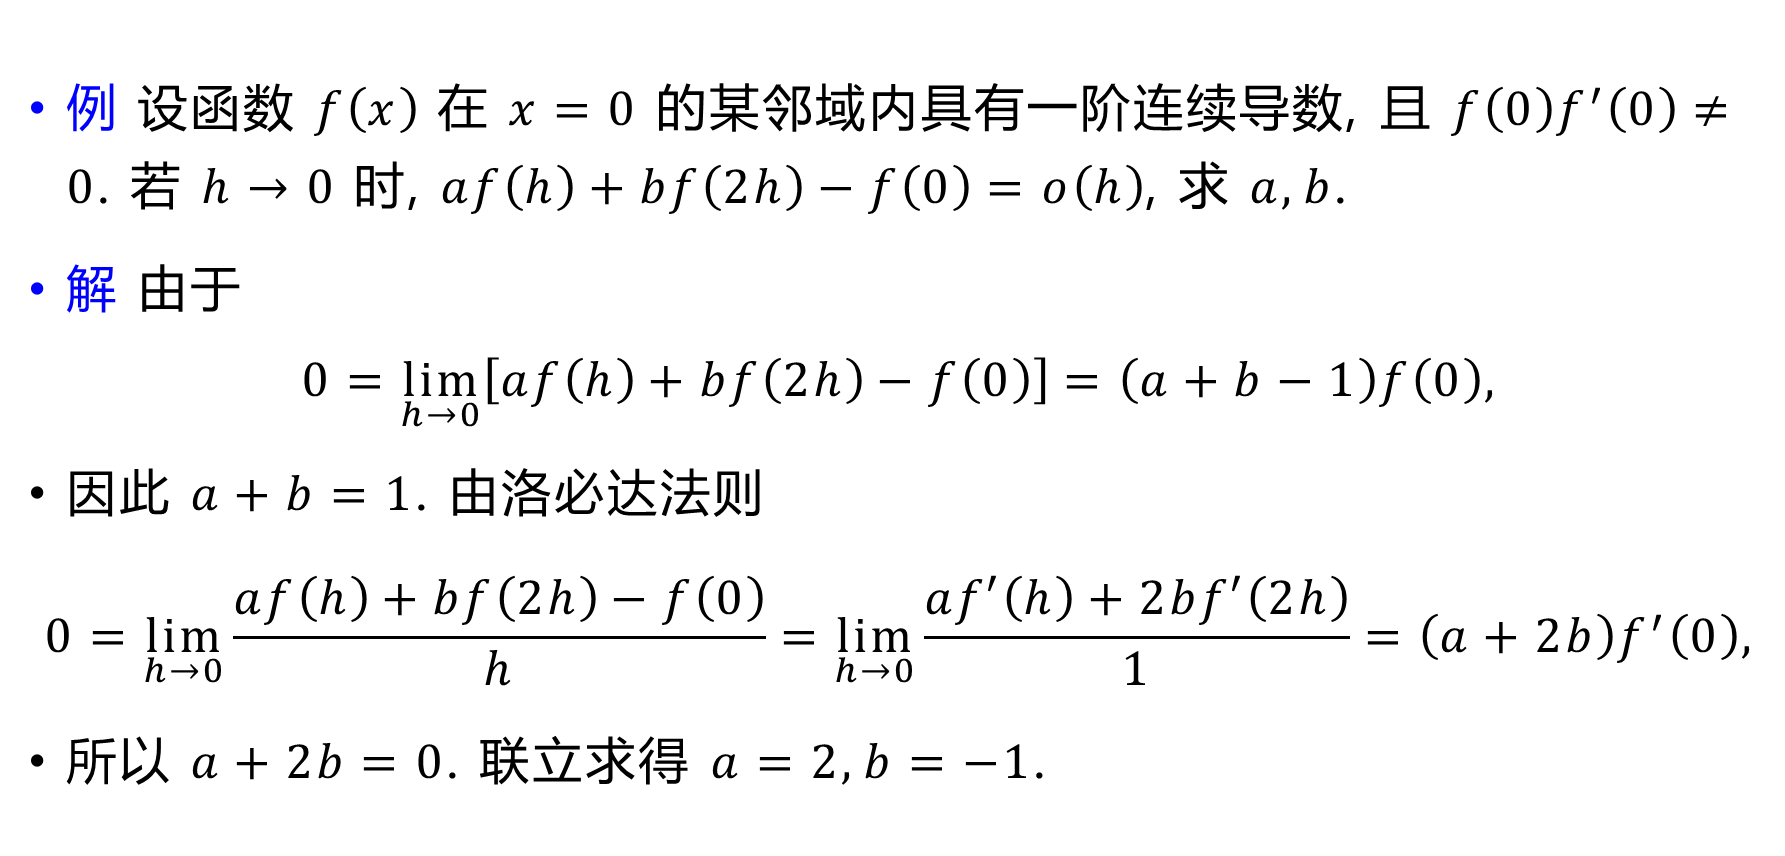 • 例 设函数 f(x) 在 x = 0 的某邻域内具有一阶连续导数, 且 f(0)f′(0) ≠
0. 若 h → 0 时, af(h) + bf(2h) − f(0) = o(h), 求 a, b.
• 解 由于
0 = lim_{h→0}[af(h) + bf(2h) − f(0)] = (a + b − 1)f(0),
• 因此 a + b = 1. 由洛必达法则
0 = lim_{h→0} \frac{af(h) + bf(2h) − f(0)}{h} = lim_{h→0} \frac{af′(h) + 2bf′(2h)}{1} = (a + 2b)f′(0),
• 所以 a + 2b = 0. 联立求得 a = 2, b = −1.